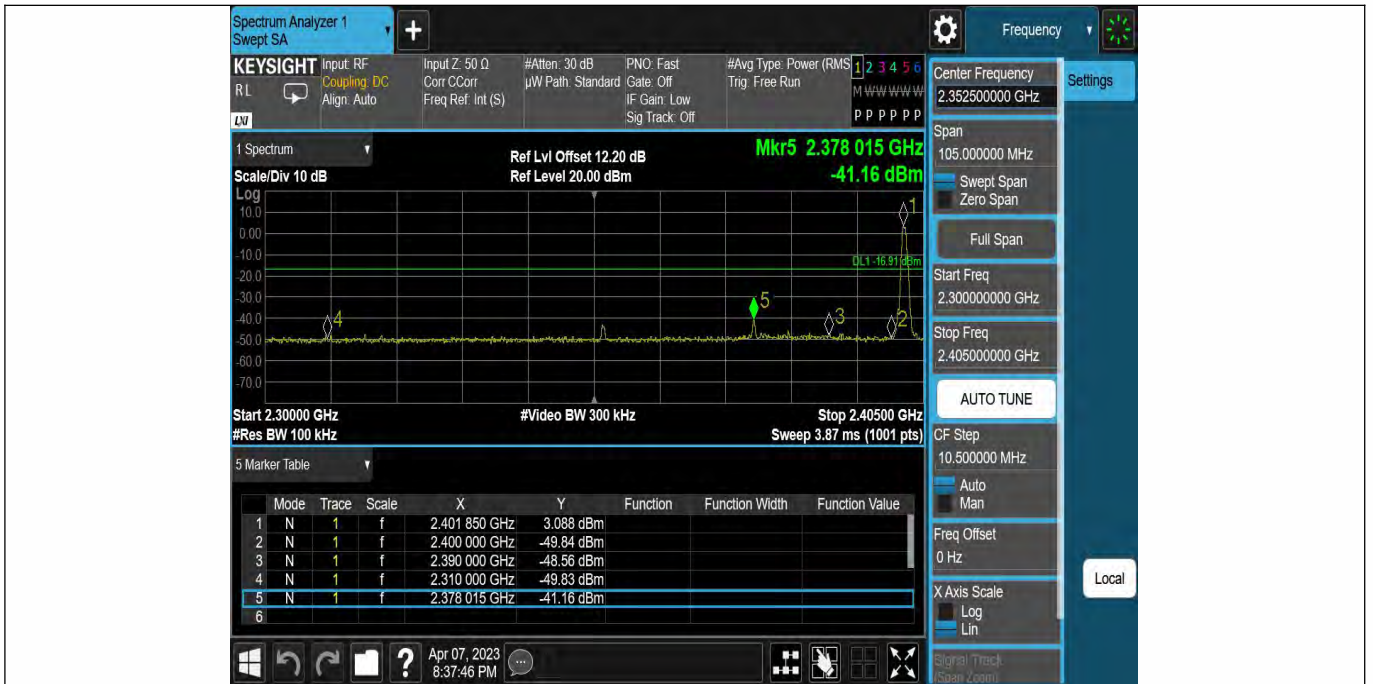 Spectrum Analyzer 1
Swept SA
+
Frequency
KEYSIGHT
RL
LXI
Input: RF
Coupling: DC
Align: Auto
Input Z: 50 Ω
Corr CCorr
Freq Ref: Int (S)
#Atten: 30 dB
µW Path: Standard
PNO: Fast
Gate: Off
IF Gain: Low
Sig Track: Off
#Avg Type: Power (RMS
Trig: Free Run
1 2 3 4 5 6
M W W W W W
P P P P P P
1 Spectrum
Scale/Div 10 dB
Ref Lvl Offset 12.20 dB
Ref Level 20.00 dBm
Mkr5 2.378 015 GHz
-41.16 dBm
Log
10.0
0.00
-10.0
-20.0
-30.0
-40.0
-50.0
-60.0
-70.0
1
DL1 -16.91 dBm
5
4
3
2
Start 2.30000 GHz
#Video BW 300 kHz
Stop 2.40500 GHz
#Res BW 100 kHz
Sweep 3.87 ms (1001 pts)
5 Marker Table
Mode Trace Scale X Y Function Function Width Function Value
1 N 1 f 2.401 850 GHz 3.088 dBm
2 N 1 f 2.400 000 GHz -49.84 dBm
3 N 1 f 2.390 000 GHz -48.56 dBm
4 N 1 f 2.310 000 GHz -49.83 dBm
5 N 1 f 2.378 015 GHz -41.16 dBm
6
?
Apr 07, 2023
8:37:46 PM
Center Frequency
2.352500000 GHz
Settings
Span
105.000000 MHz
Swept Span
Zero Span
Full Span
Start Freq
2.300000000 GHz
Stop Freq
2.405000000 GHz
AUTO TUNE
CF Step
10.500000 MHz
Auto
Man
Freq Offset
0 Hz
X Axis Scale
Log
Lin
Signal Track
(Span Zoom)
Local